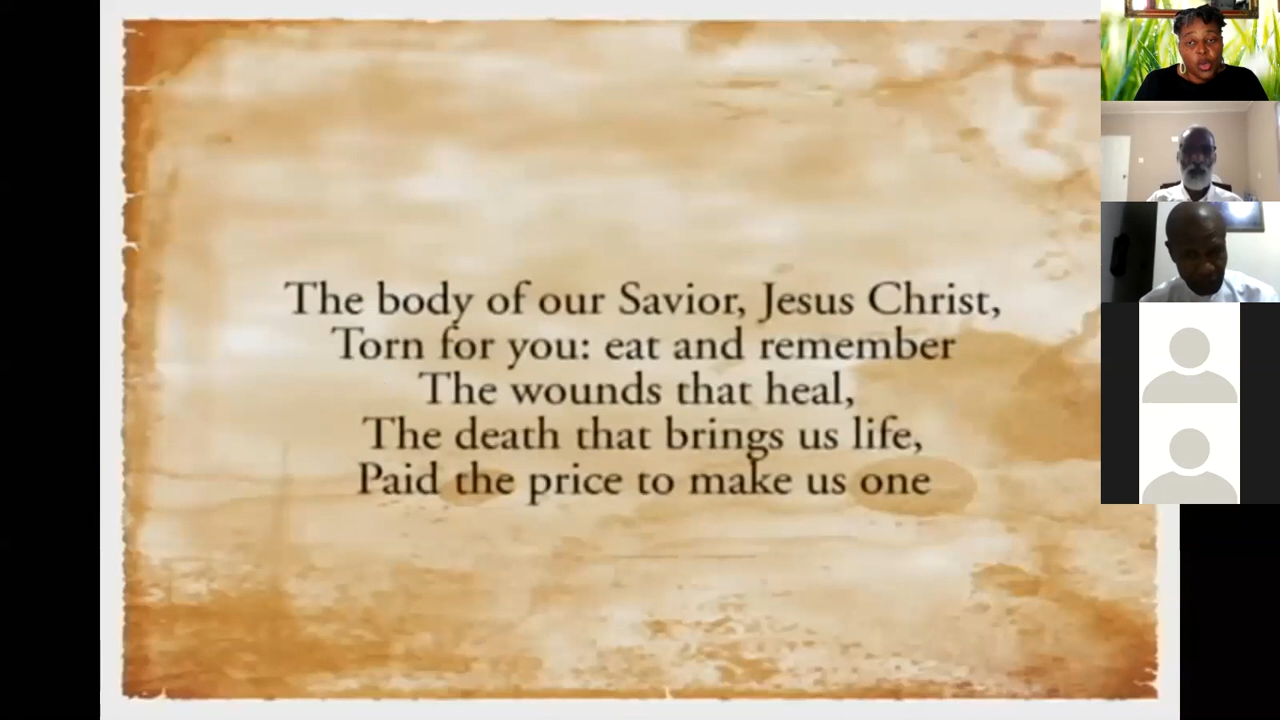 The body of our Savior, Jesus Christ,
Torn for you: eat and remember
The wounds that heal,
The death that brings us life,
Paid the price to make us one